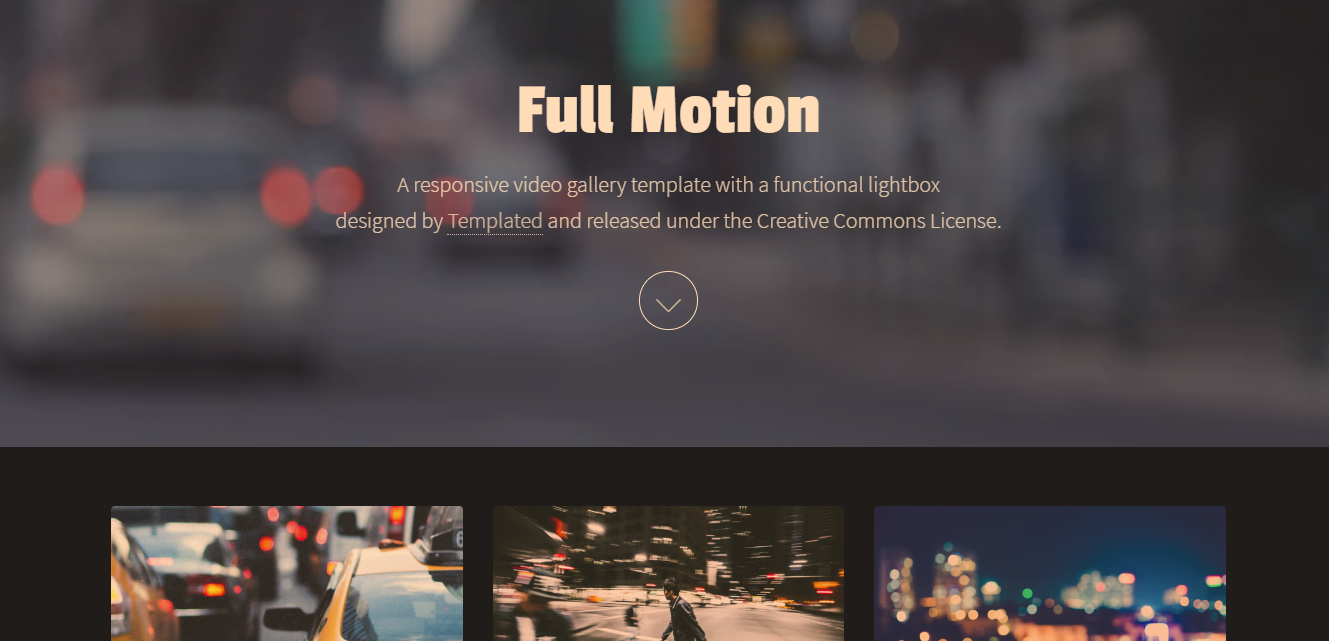 Full Motion
A responsive video gallery template with a functional lightbox
designed by Templated and released under the Creative Commons License.